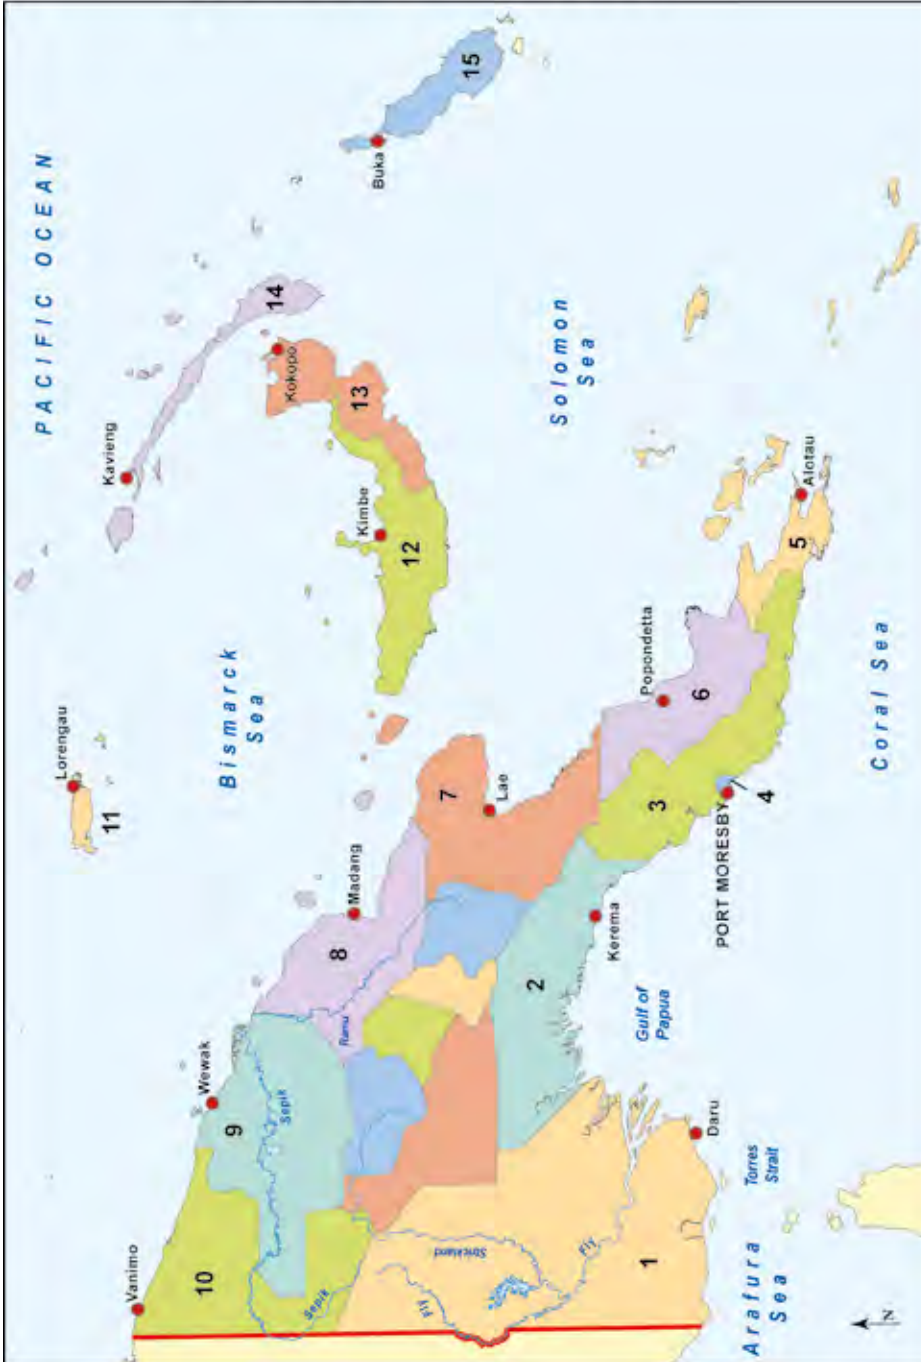 PACIFIC OCEAN
Lorengau
11
Kavieng
14
Vanimo
10
Wewak
9
Sepik
Sepik
Bismarck
Sea
Kokopo
13
Buka
15
Kimbe
12
8
Madang
Ramu
7
Lae
Solomon
Sea
Strickland
Fly
Fly
1
2
Kerema
Gulf of
Papua
3
PORT MORESBY
4
Popondetta
6
5
Alotau
Daru
Torres
Strait
Arafura
Sea
Coral Sea
N